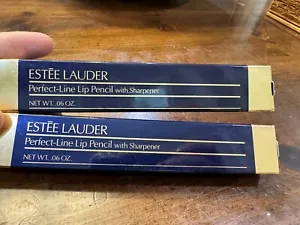 ESTĒE LAUDER
Perfect-Line Lip Pencil with Sharpener
NET WT. .06 OZ.
ESTĒE LAUDER
Perfect-Line Lip Pencil with Sharpener
NET WT. .06 OZ.